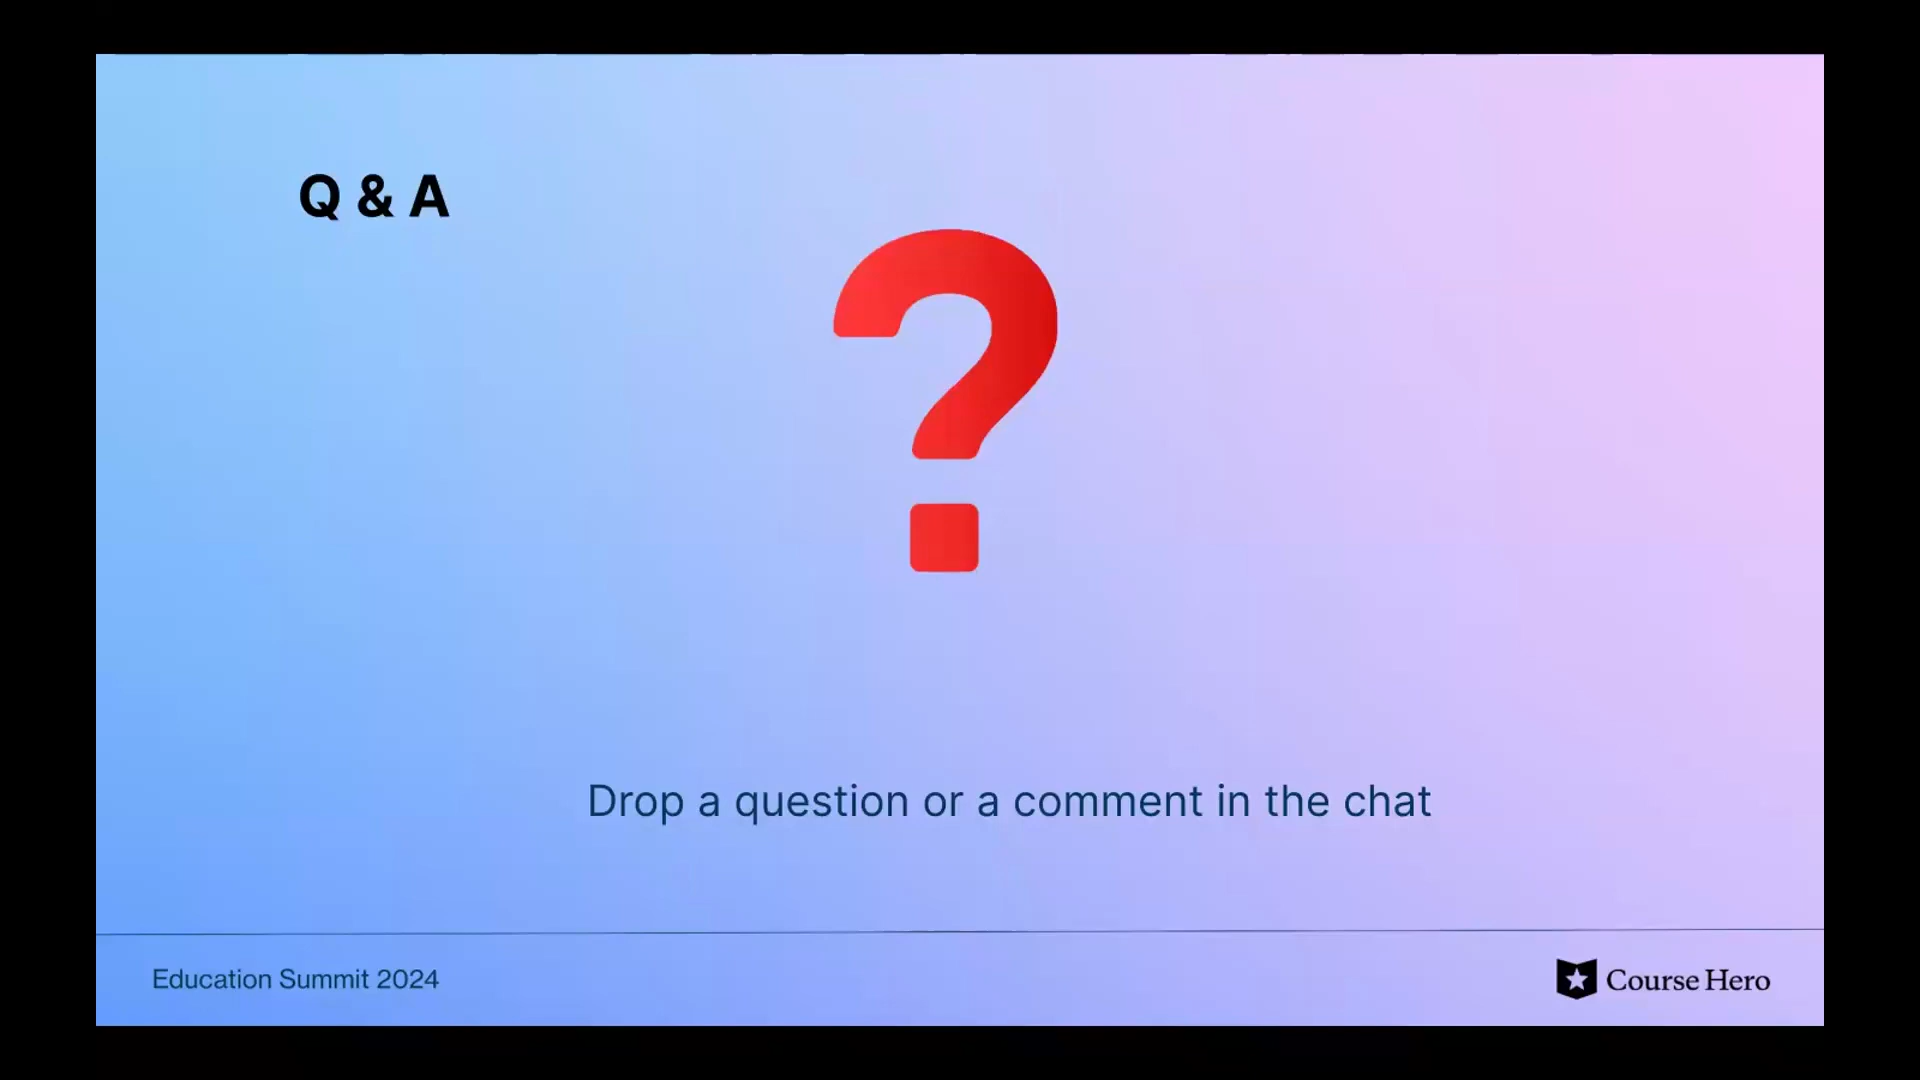 Q & A
?
Drop a question or a comment in the chat
Education Summit 2024
Course Hero